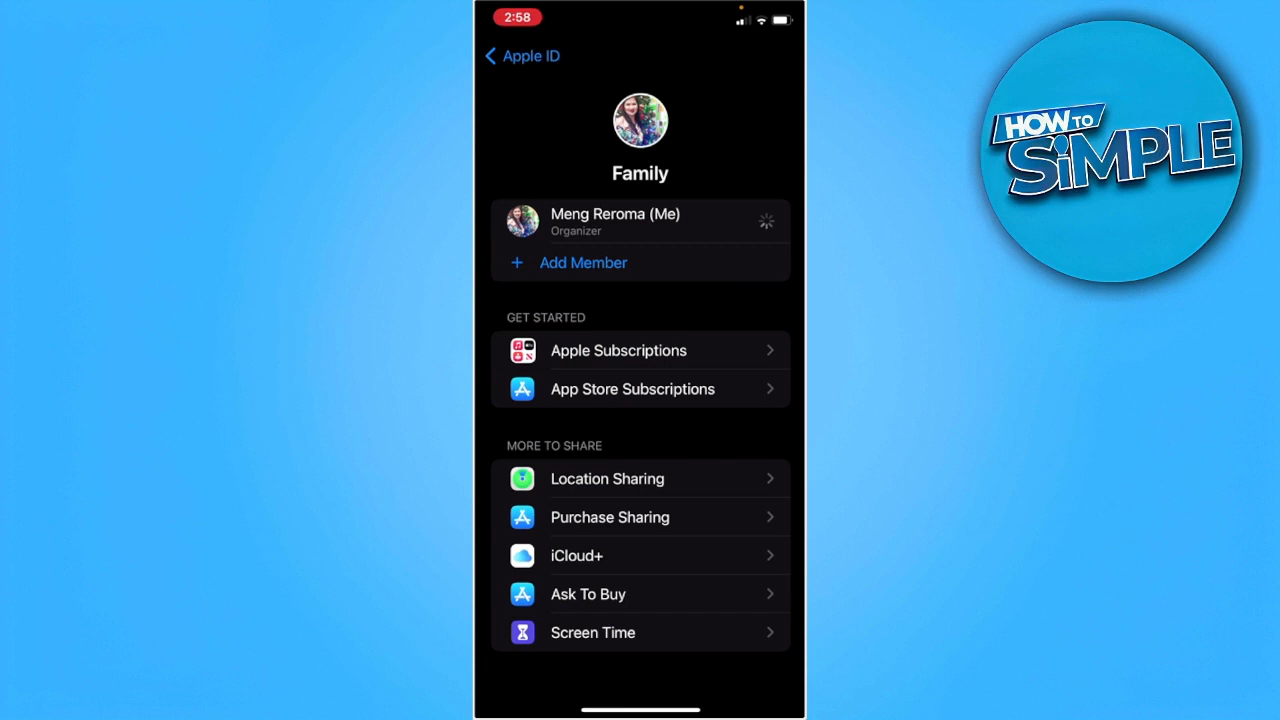 2:58
Apple ID
Family
Meng Reroma (Me)
Organizer
+ Add Member
GET STARTED
Apple Subscriptions
App Store Subscriptions
MORE TO SHARE
Location Sharing
Purchase Sharing
iCloud+
Ask To Buy
Screen Time
HOW TO
SiMPLE